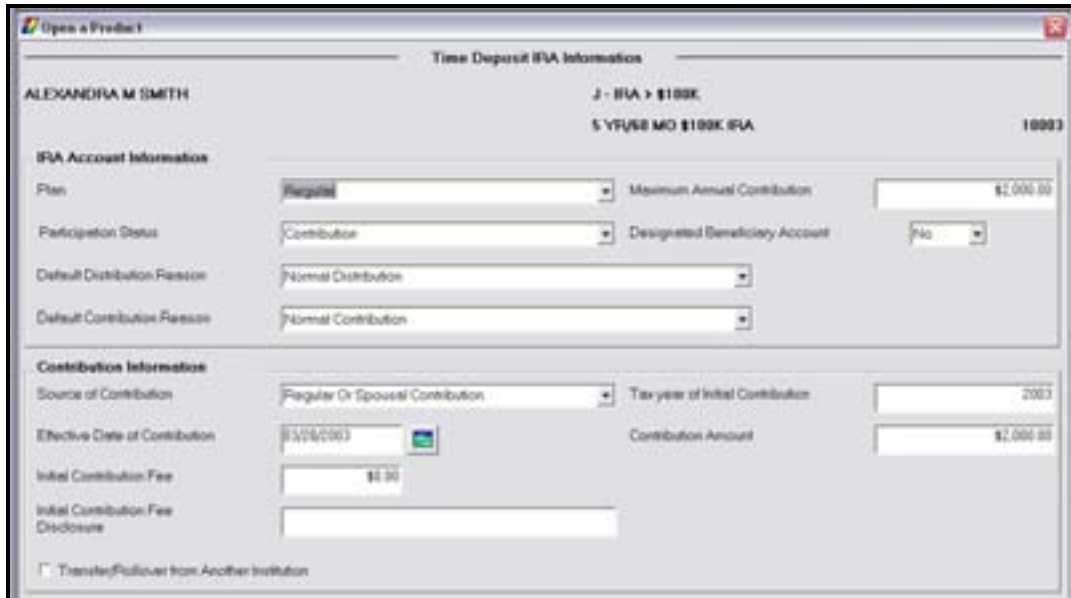 Open a Product
Time Deposit IRA Information
ALEXANDRA M SMITH
J - IRA > $100K
5 YR/60 MO $100K IRA 10003
IRA Account Information
Plan Regular Maximum Annual Contribution $2,000.00
Participation Status Contribution Designated Beneficiary Account No
Default Distribution Reason Normal Distribution
Default Contribution Reason Normal Contribution
Contribution Information
Source of Contribution Regular Or Spousal Contribution Tax year of Initial Contribution 2003
Effective Date of Contribution Contribution Amount $2,000.00
Initial Contribution Fee $0.00
Initial Contribution Fee
Disclosure
Transfer/Rollover from Another Institution